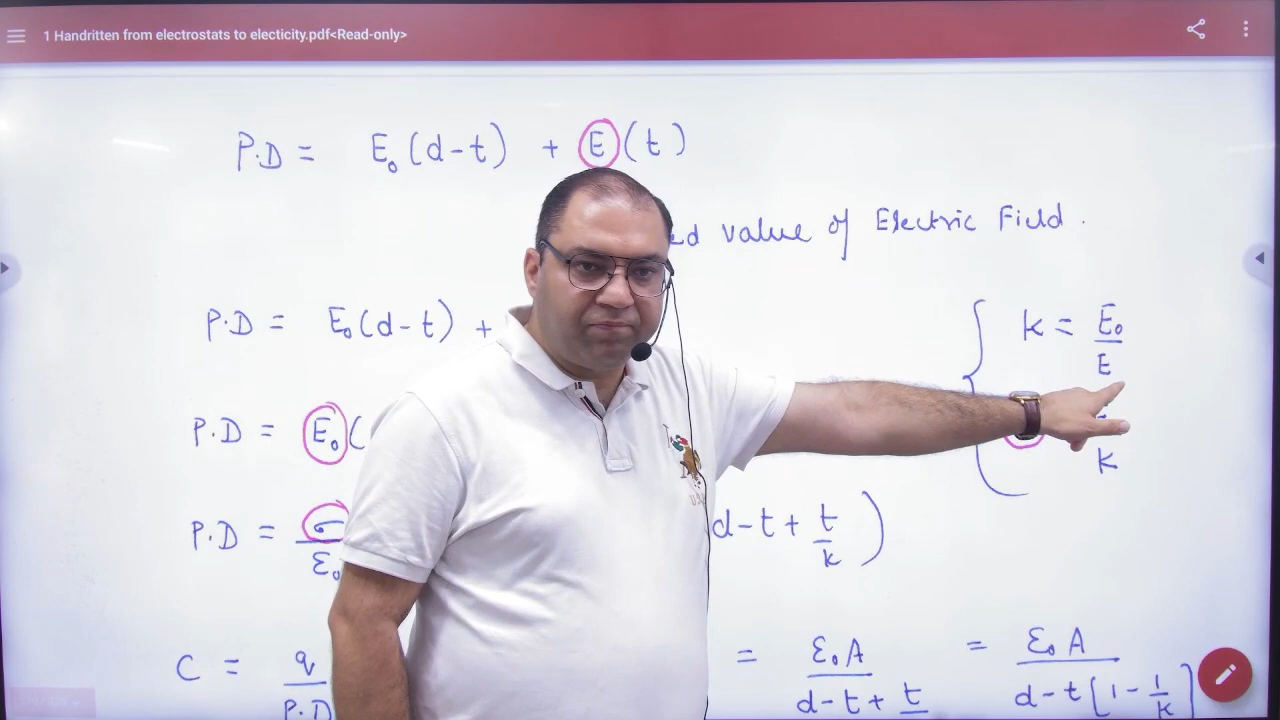 1 Handritten from electrostats to electicity.pdf<Read-only>
P.D = E₀(d-t) + E(t)
value of Electric Field.
P.D = E₀(d-t) +
K = E₀/E
P.D = E₀(
K
P.D = σ/ε₀ d-t + t/k )
C = q/P.D = ε₀A/d-t+t = ε₀A/d-t[1-1/k]